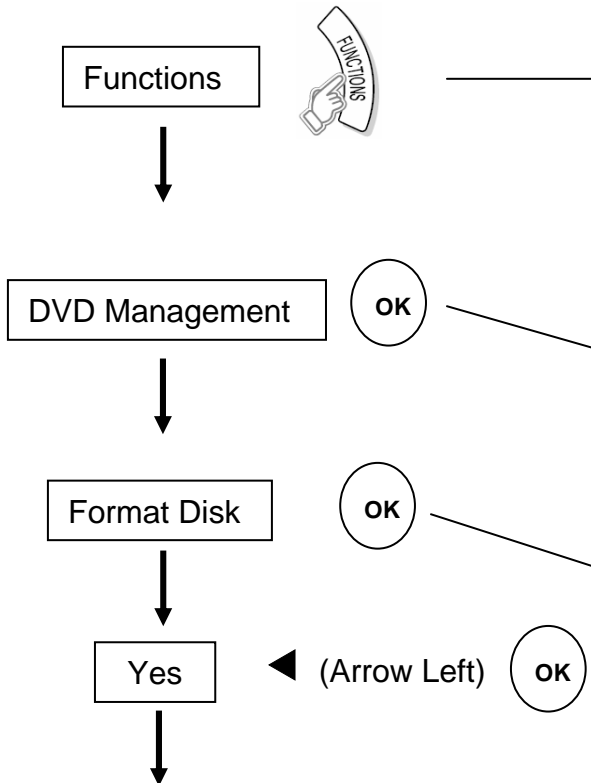 Functions
FUNCTIONS
DVD Management
OK
Format Disk
OK
Yes
(Arrow Left)
OK